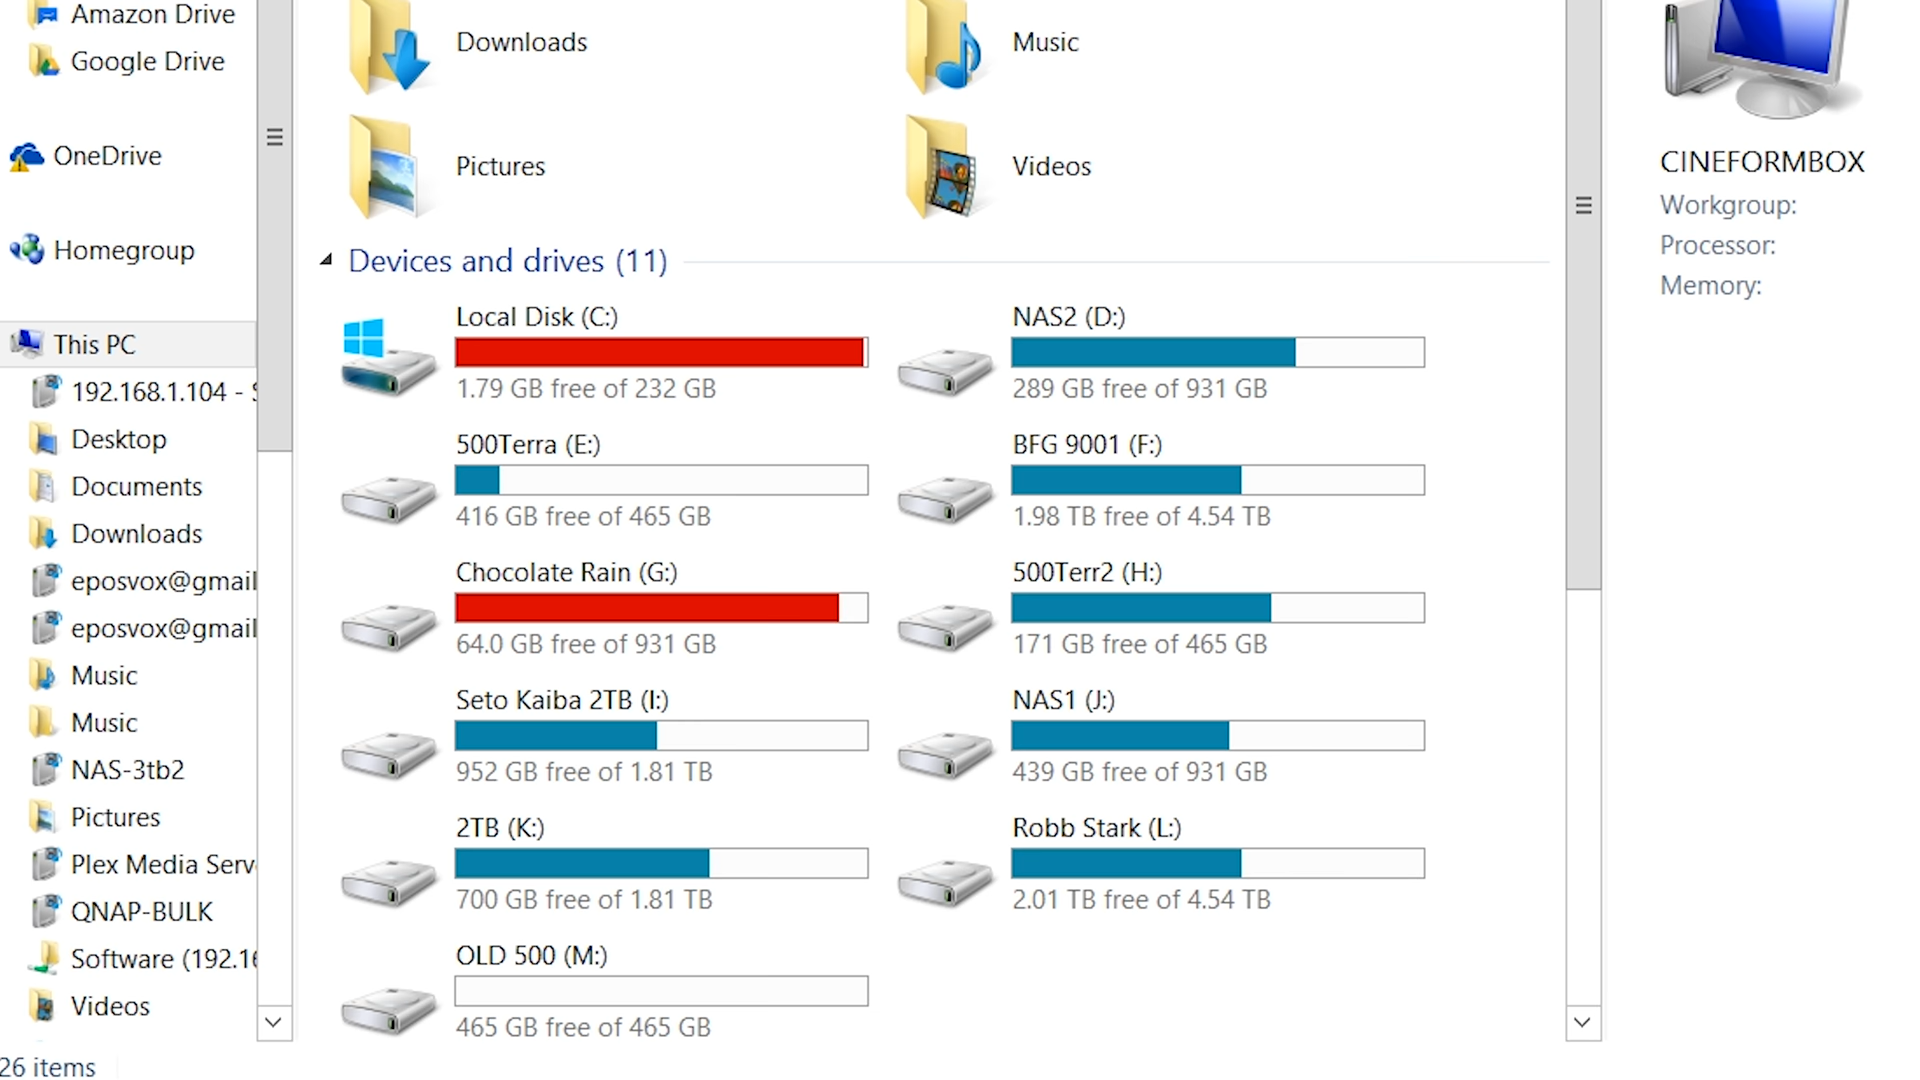 Amazon Drive
Google Drive
OneDrive
Homegroup
This PC
192.168.1.104 -
Desktop
Documents
Downloads
eposvox@gmail
eposvox@gmail
Music
Music
NAS-3tb2
Pictures
Plex Media Serv
QNAP-BULK
Software (192.16
Videos
26 items
Downloads
Music
Pictures
Videos
Devices and drives (11)
Local Disk (C:)
1.79 GB free of 232 GB
NAS2 (D:)
289 GB free of 931 GB
500Terra (E:)
416 GB free of 465 GB
BFG 9001 (F:)
1.98 TB free of 4.54 TB
Chocolate Rain (G:)
64.0 GB free of 931 GB
500Terr2 (H:)
171 GB free of 465 GB
Seto Kaiba 2TB (I:)
952 GB free of 1.81 TB
NAS1 (J:)
439 GB free of 931 GB
2TB (K:)
700 GB free of 1.81 TB
Robb Stark (L:)
2.01 TB free of 4.54 TB
OLD 500 (M:)
465 GB free of 465 GB
CINEFORMBOX
Workgroup:
Processor:
Memory: